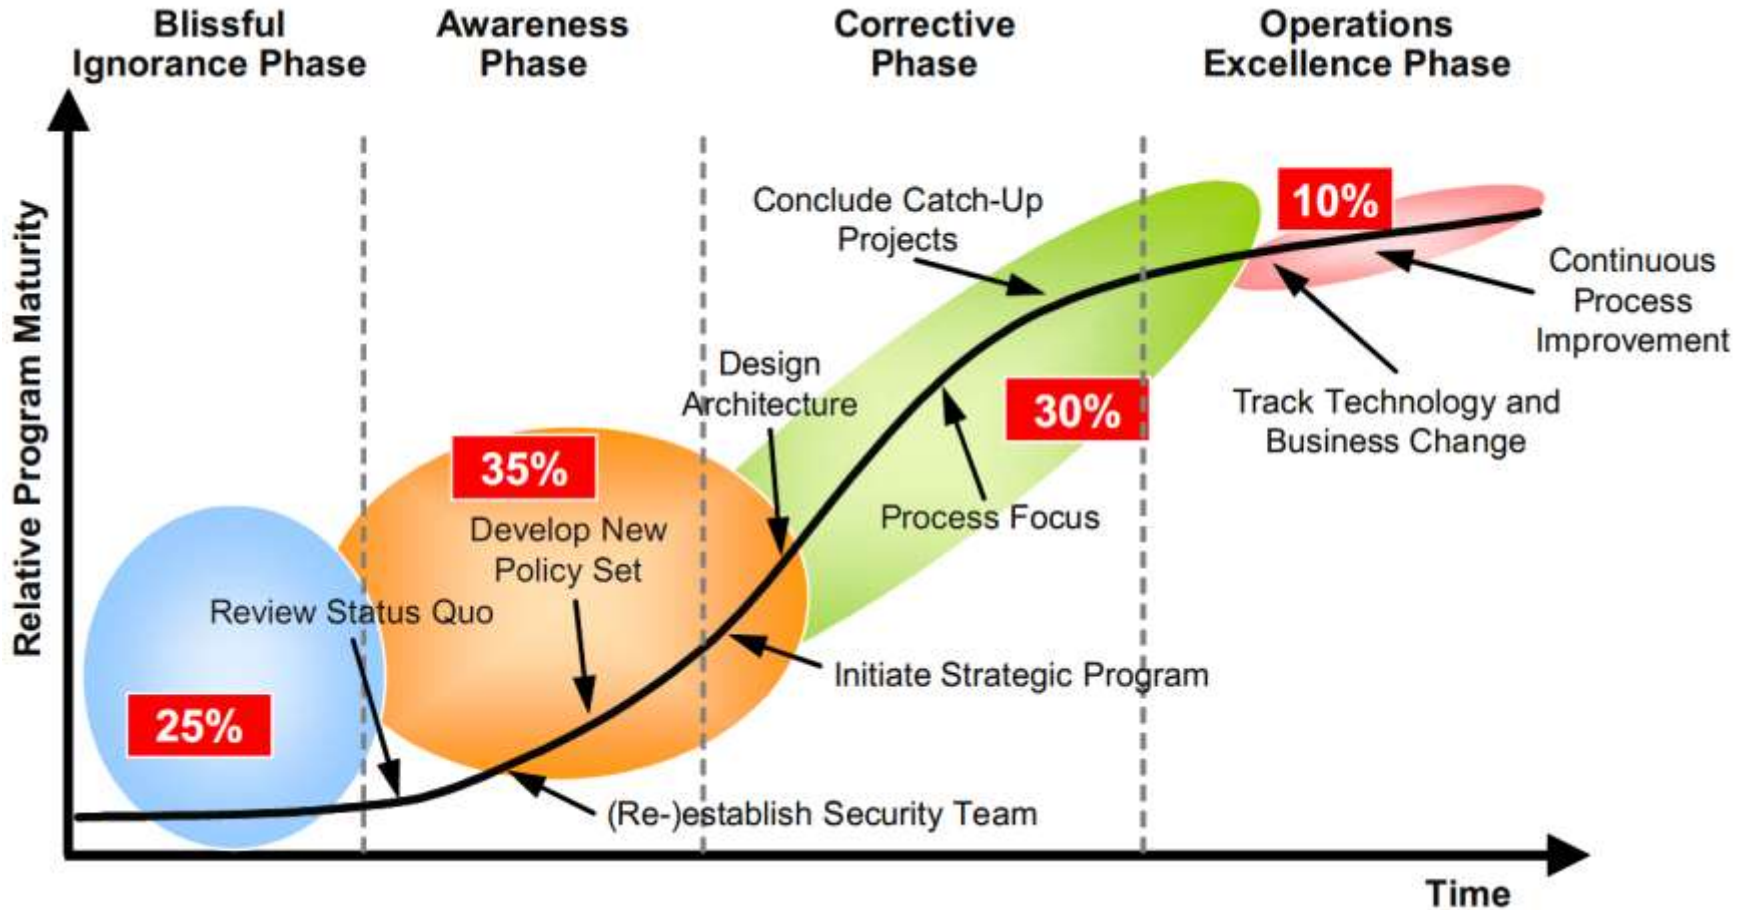 Blissful
Ignorance Phase
Awareness
Phase
Corrective
Phase
Operations
Excellence Phase
Relative Program Maturity
Conclude Catch-Up
Projects
10%
Continuous
Process
Improvement
Design
Architecture
30%
Track Technology and
Business Change
35%
Process Focus
Develop New
Policy Set
Review Status Quo
Initiate Strategic Program
25%
(Re-)establish Security Team
Time